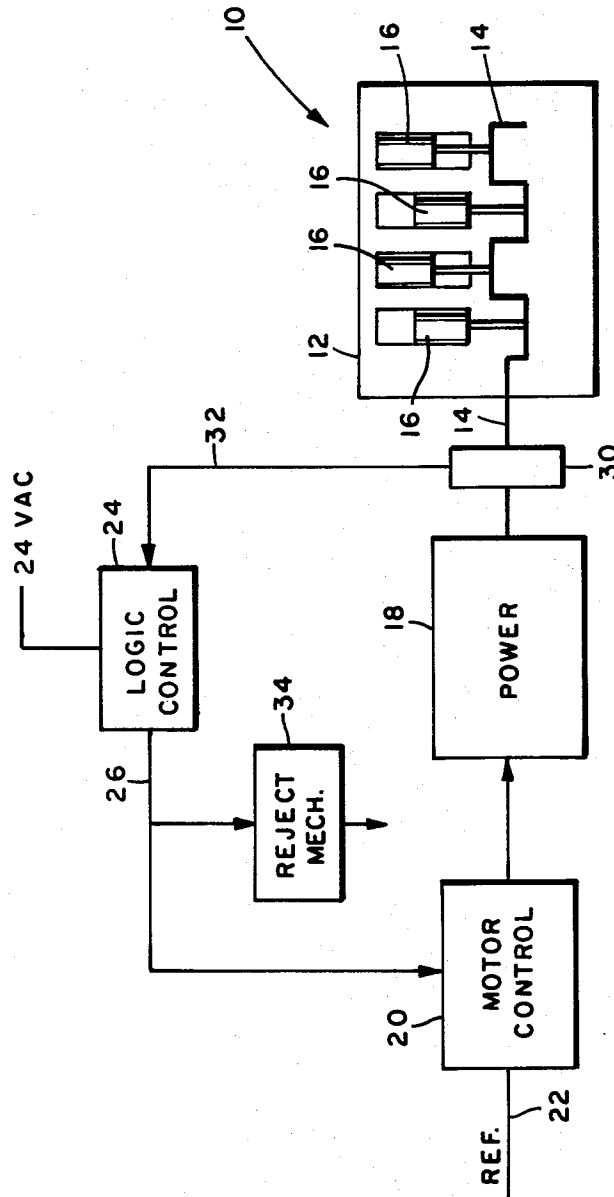 10
16
14
16
16
12
16
14
30
32
24 VAC
24
LOGIC
CONTROL
26
34
REJECT
MECH.
18
POWER
20
MOTOR
CONTROL
22
REF.